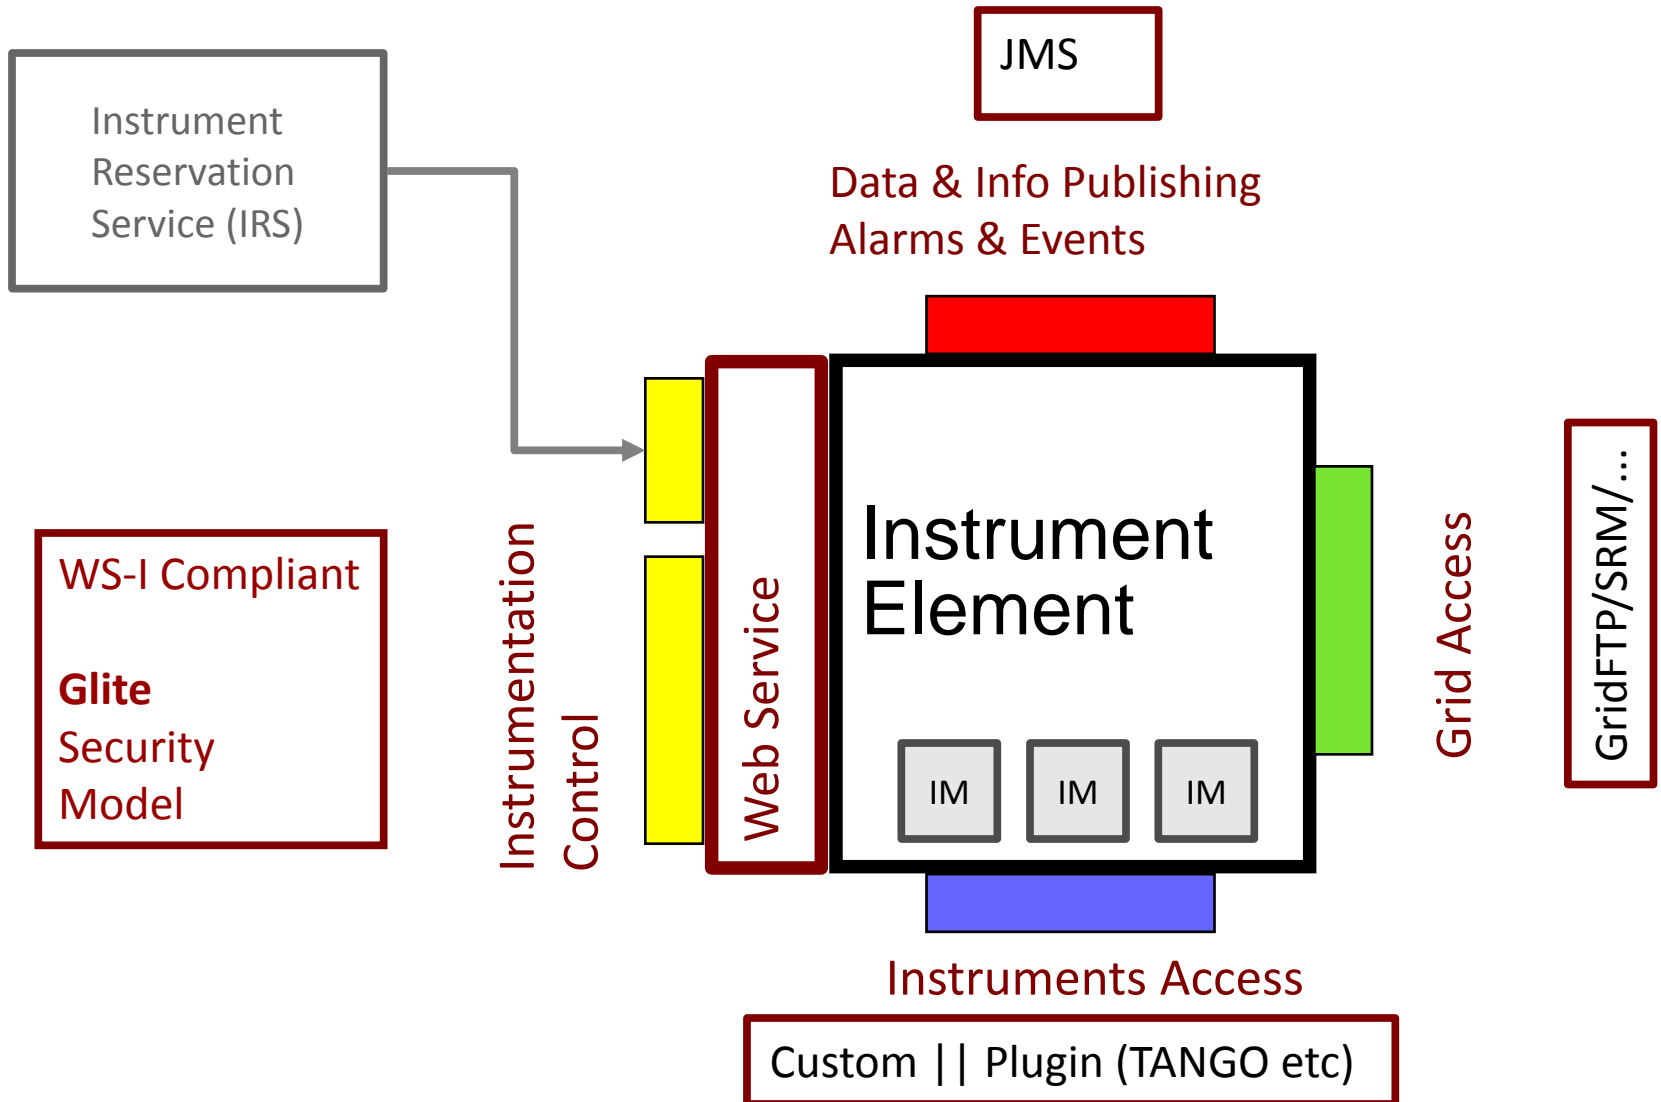 JMS
Instrument
Reservation
Service (IRS)
Data & Info Publishing
Alarms & Events
WS-I Compliant
Glite
Security
Model
Instrumentation
Control
Web Service
Instrument
Element
IM
IM
IM
Grid Access
GridFTP/SRM/...
Instruments Access
Custom || Plugin (TANGO etc)